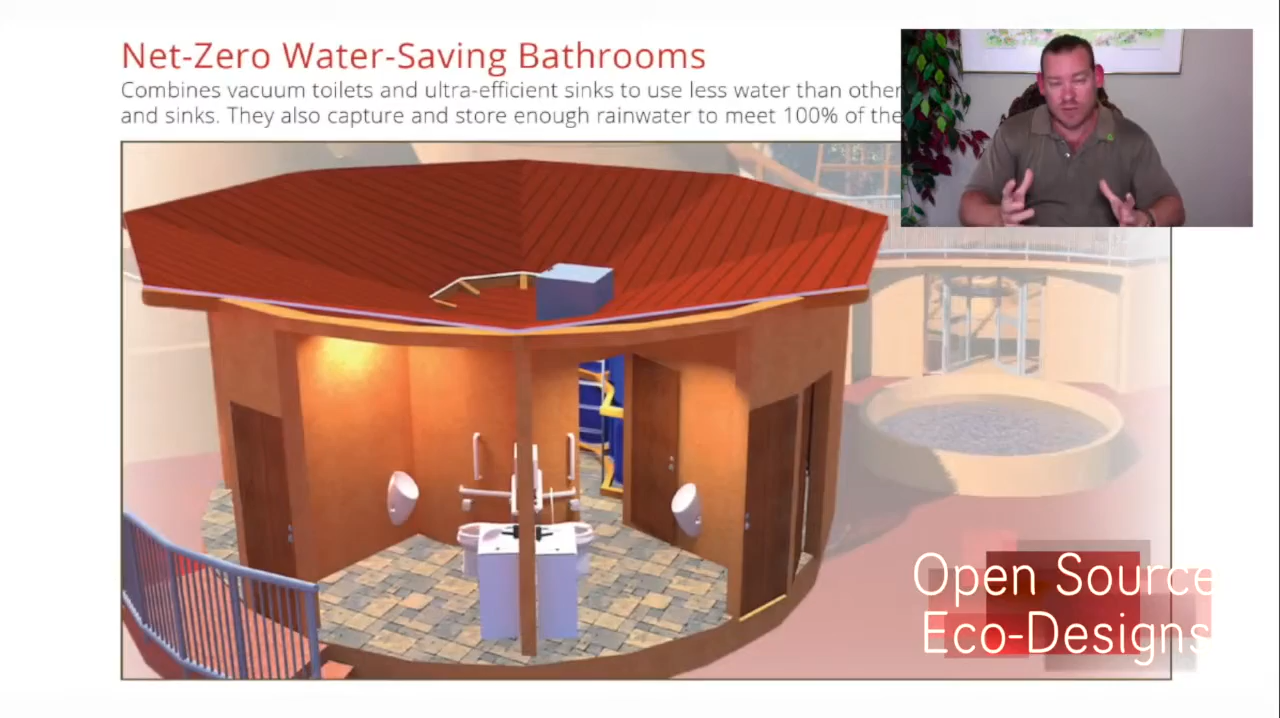 Net-Zero Water-Saving Bathrooms
Combines vacuum toilets and ultra-efficient sinks to use less water than other
and sinks. They also capture and store enough rainwater to meet 100% of the
Open Source
Eco-Designs